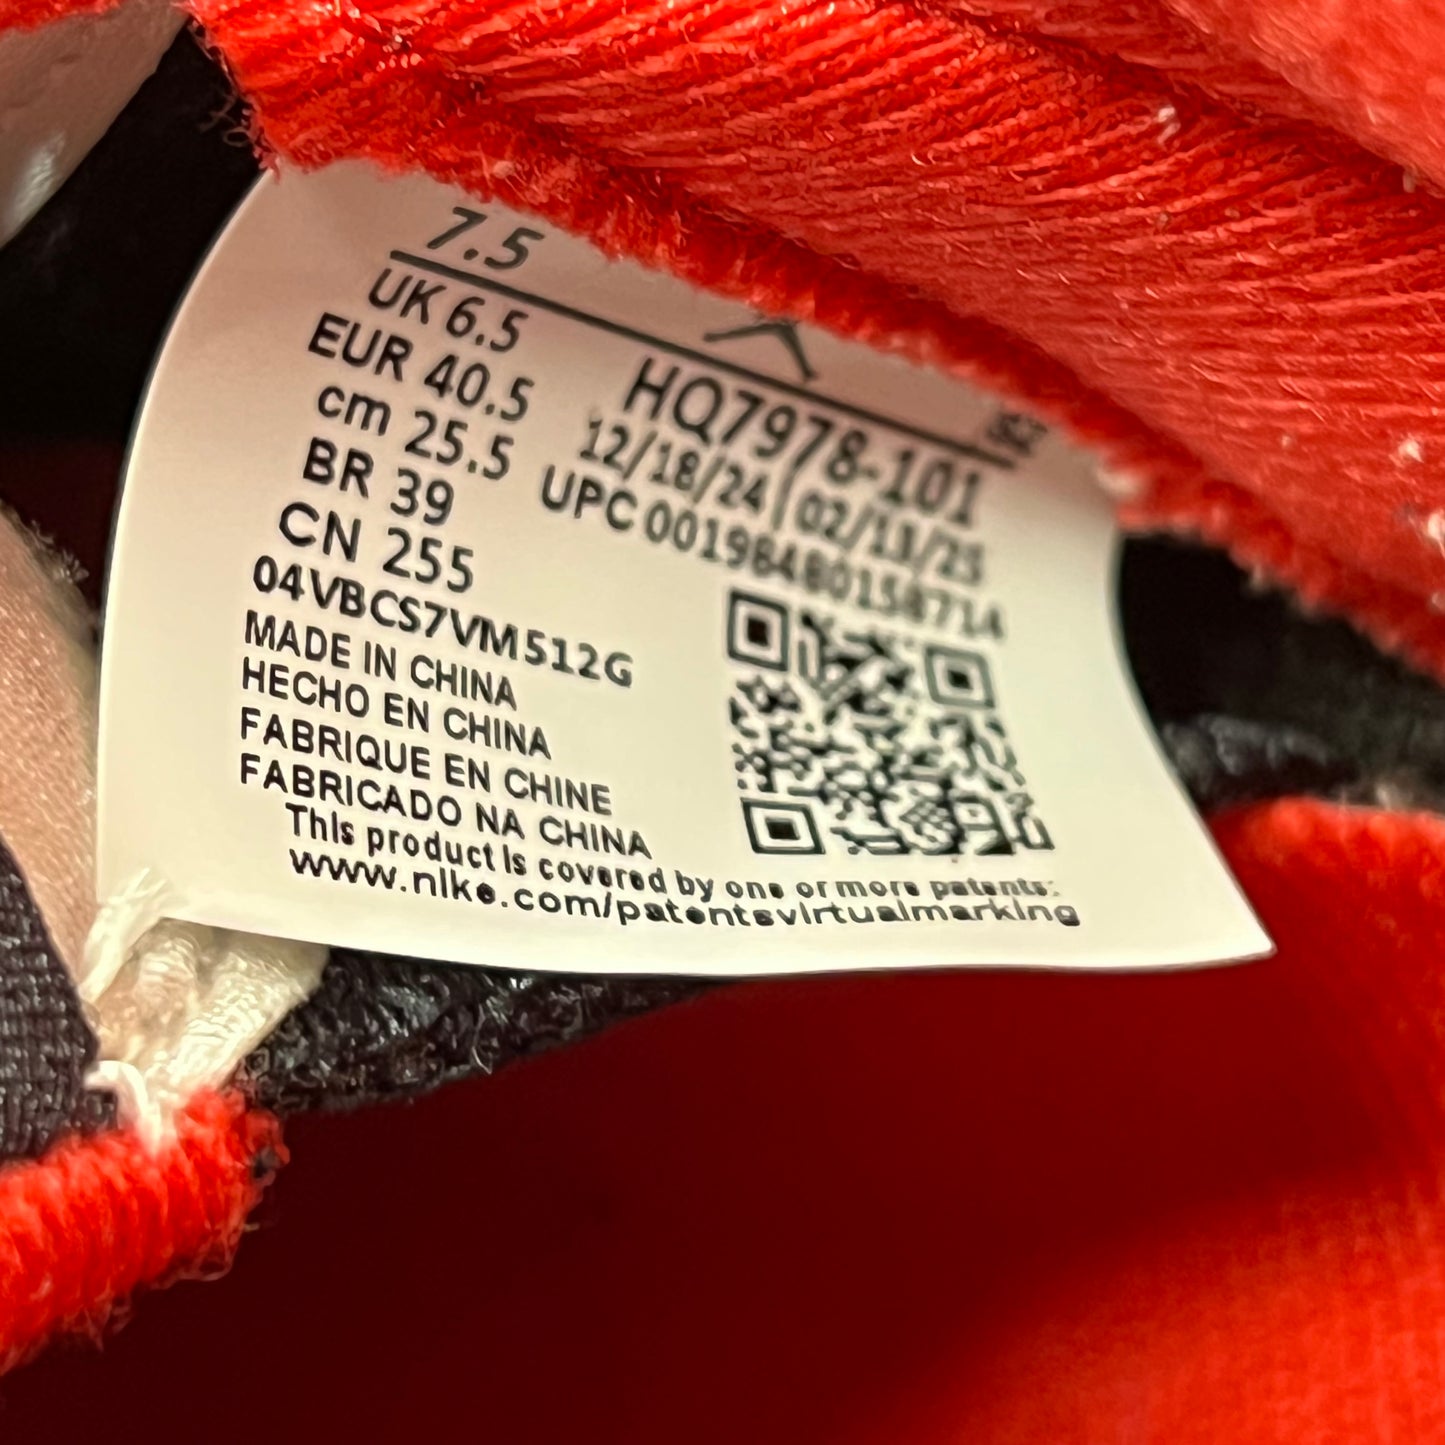 7.5
UK 6.5
EUR 40.5
cm 25.5
BR 39
CN 255
HQ7978-101
12/18/24 02/13/25
UPC
04VBCS7VM512G
MADE IN CHINA
HECHO EN CHINA
FABRIQUE EN CHINE
FABRICADO NA CHINA
This product is covered by one or more patents:
www.nike.com/patentsvirtualmarking